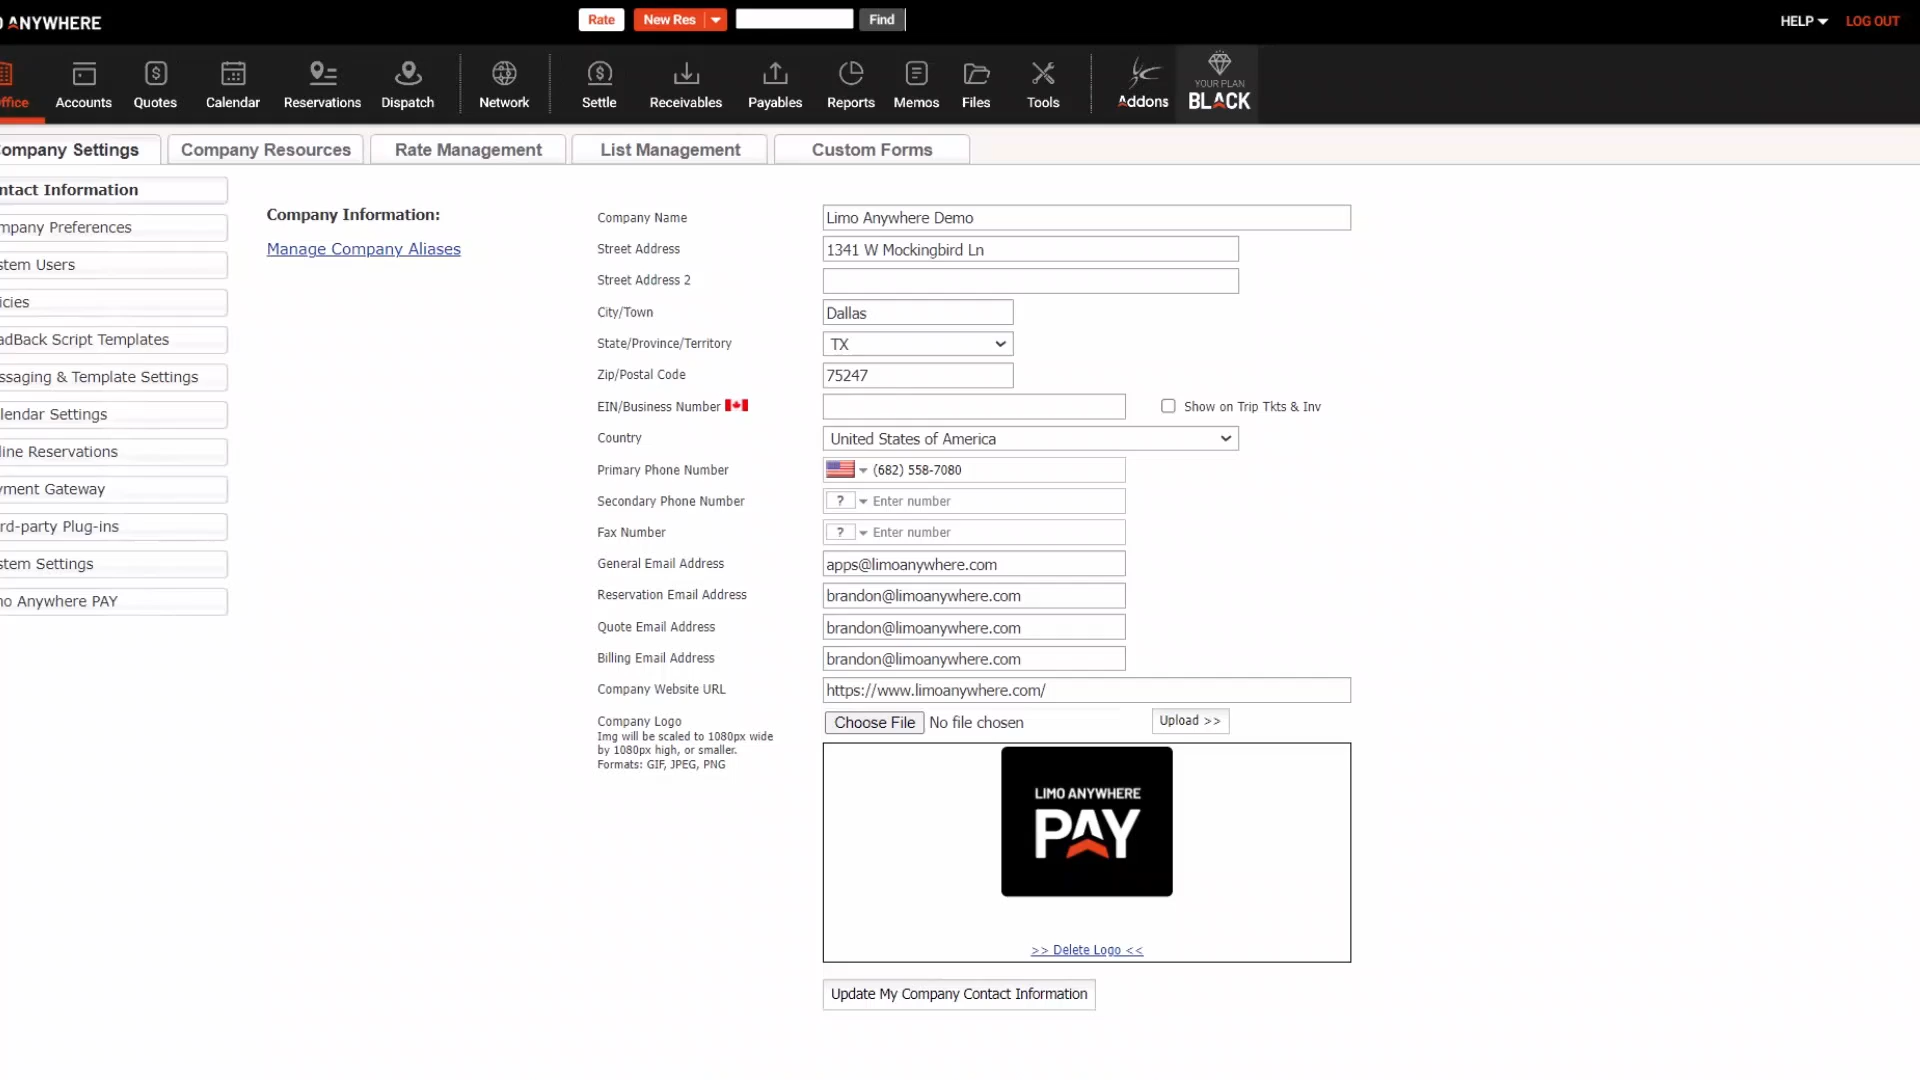 O ANYWHERE
Rate
New Res
Find
HELP
LOG OUT
ffice
Accounts
Quotes
Calendar
Reservations
Dispatch
Network
Settle
Receivables
Payables
Reports
Memos
Files
Tools
Addons
YOUR PLAN
BLACK
ompany Settings
Company Resources
Rate Management
List Management
Custom Forms
ntact Information
mpany Preferences
stem Users
icies
adBack Script Templates
ssaging & Template Settings
lendar Settings
line Reservations
yment Gateway
rd-party Plug-ins
stem Settings
mo Anywhere PAY
Company Information:
Manage Company Aliases
Company Name
Limo Anywhere Demo
Street Address
1341 W Mockingbird Ln
Street Address 2
City/Town
Dallas
State/Province/Territory
TX
Zip/Postal Code
75247
EIN/Business Number
Show on Trip Tkts & Inv
Country
United States of America
Primary Phone Number
(682) 558-7080
Secondary Phone Number
? Enter number
Fax Number
? Enter number
General Email Address
apps@limoanywhere.com
Reservation Email Address
brandon@limoanywhere.com
Quote Email Address
brandon@limoanywhere.com
Billing Email Address
brandon@limoanywhere.com
Company Website URL
https://www.limoanywhere.com/
Company Logo
Img will be scaled to 1080px wide
by 1080px high, or smaller.
Formats: GIF, JPEG, PNG
Choose File No file chosen
Upload >>
LIMO ANYWHERE
PAY
>> Delete Logo <<
Update My Company Contact Information